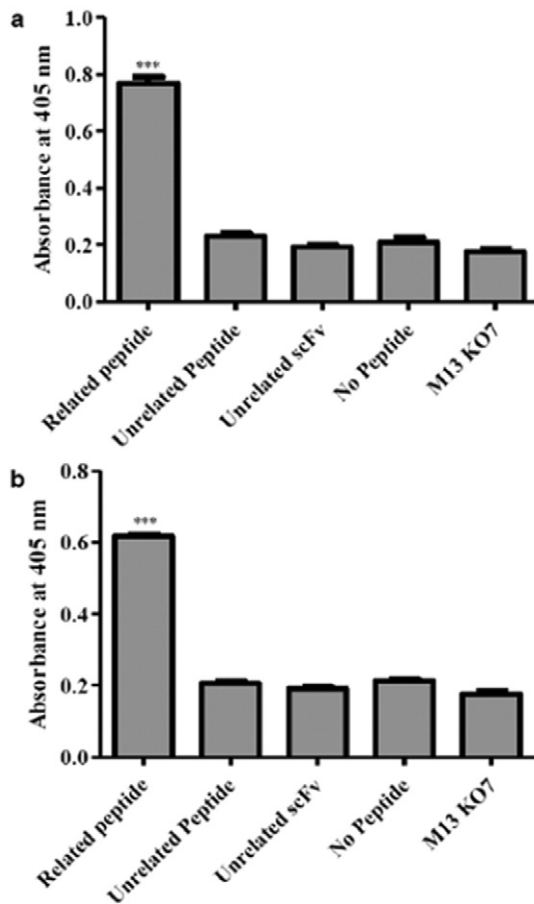 a
Absorbance at 405 nm
1.0
0.8
0.6
0.4
0.2
0.0
***
Related peptide
Unrelated Peptide
Unrelated scFv
No Peptide
M13 KO7
b
Absorbance at 405 nm
0.8
0.6
0.4
0.2
0.0
***
Related peptide
Unrelated Peptide
Unrelated scFv
No Peptide
M13 KO7